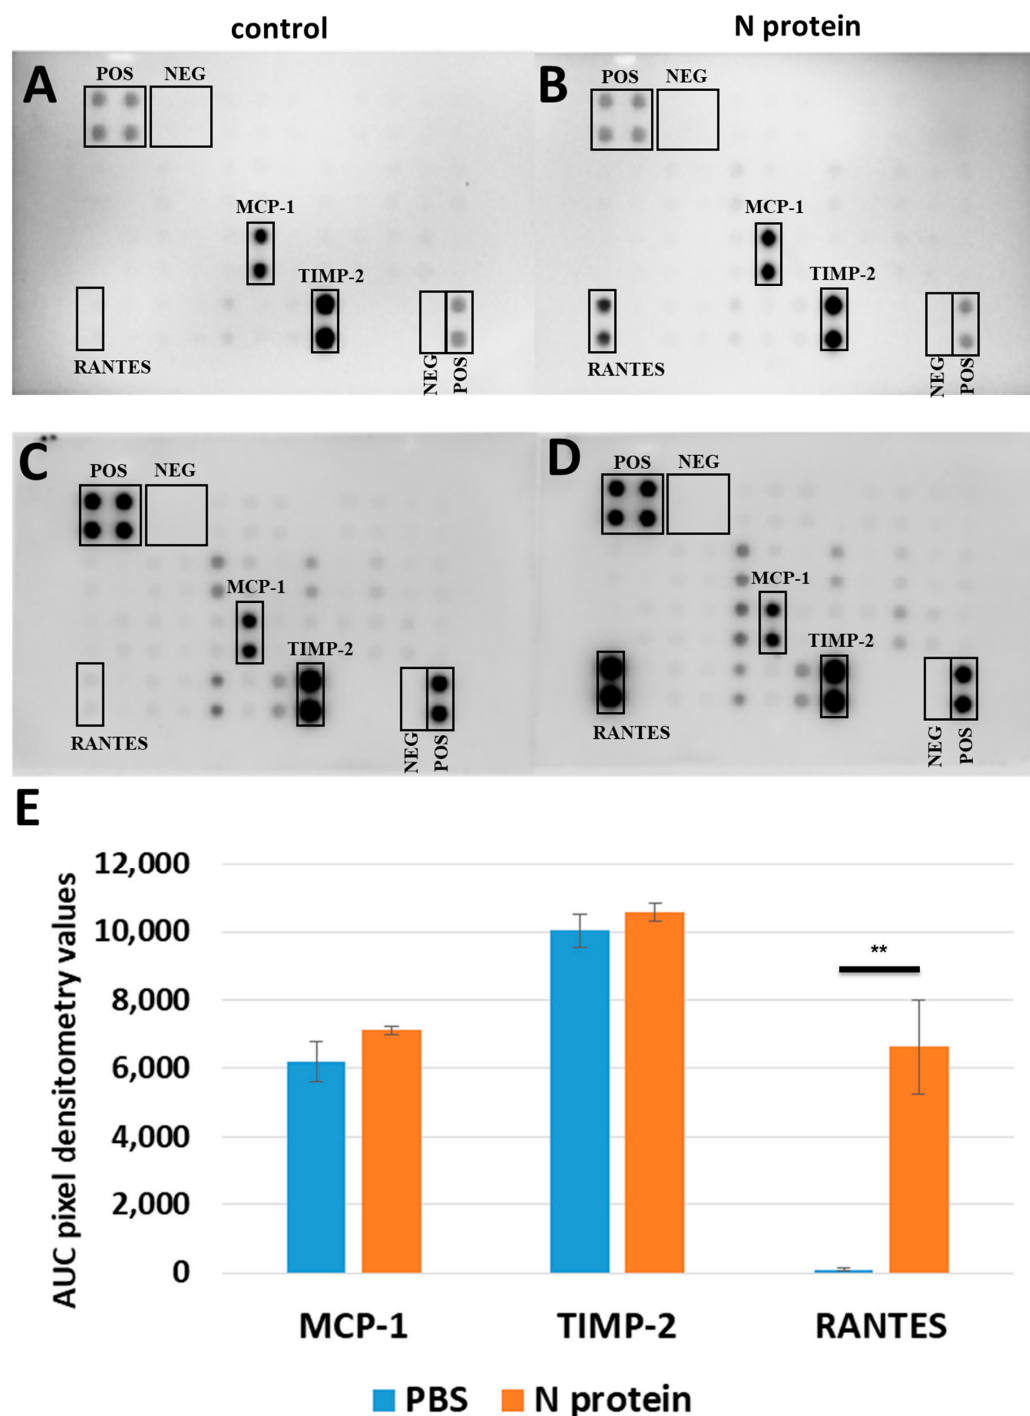 control
N protein
A
POS
NEG
MCP-1
TIMP-2
RANTES
NEG
POS
B
POS
NEG
MCP-1
TIMP-2
RANTES
NEG
POS
C
POS
NEG
MCP-1
TIMP-2
RANTES
NEG
POS
D
POS
NEG
MCP-1
TIMP-2
RANTES
NEG
POS
E
AUC pixel densitometry values
12,000
10,000
8,000
6,000
4,000
2,000
0
**
MCP-1
TIMP-2
RANTES
PBS
N protein